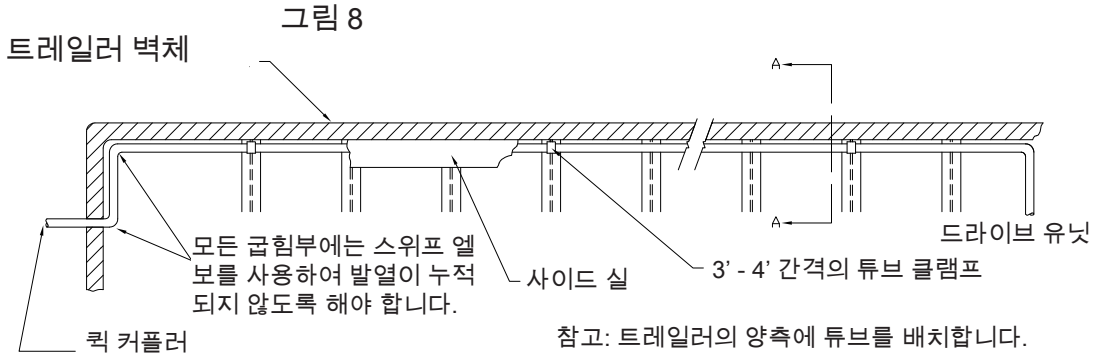 그림 8
트레일러 벽체
A
A
드라이브 유닛
모든 굽힘부에는 스위프 엘
보를 사용하여 발열이 누적
되지 않도록 해야 합니다.
사이드 실
3' - 4' 간격의 튜브 클램프
퀵 커플러
참고: 트레일러의 양측에 튜브를 배치합니다.